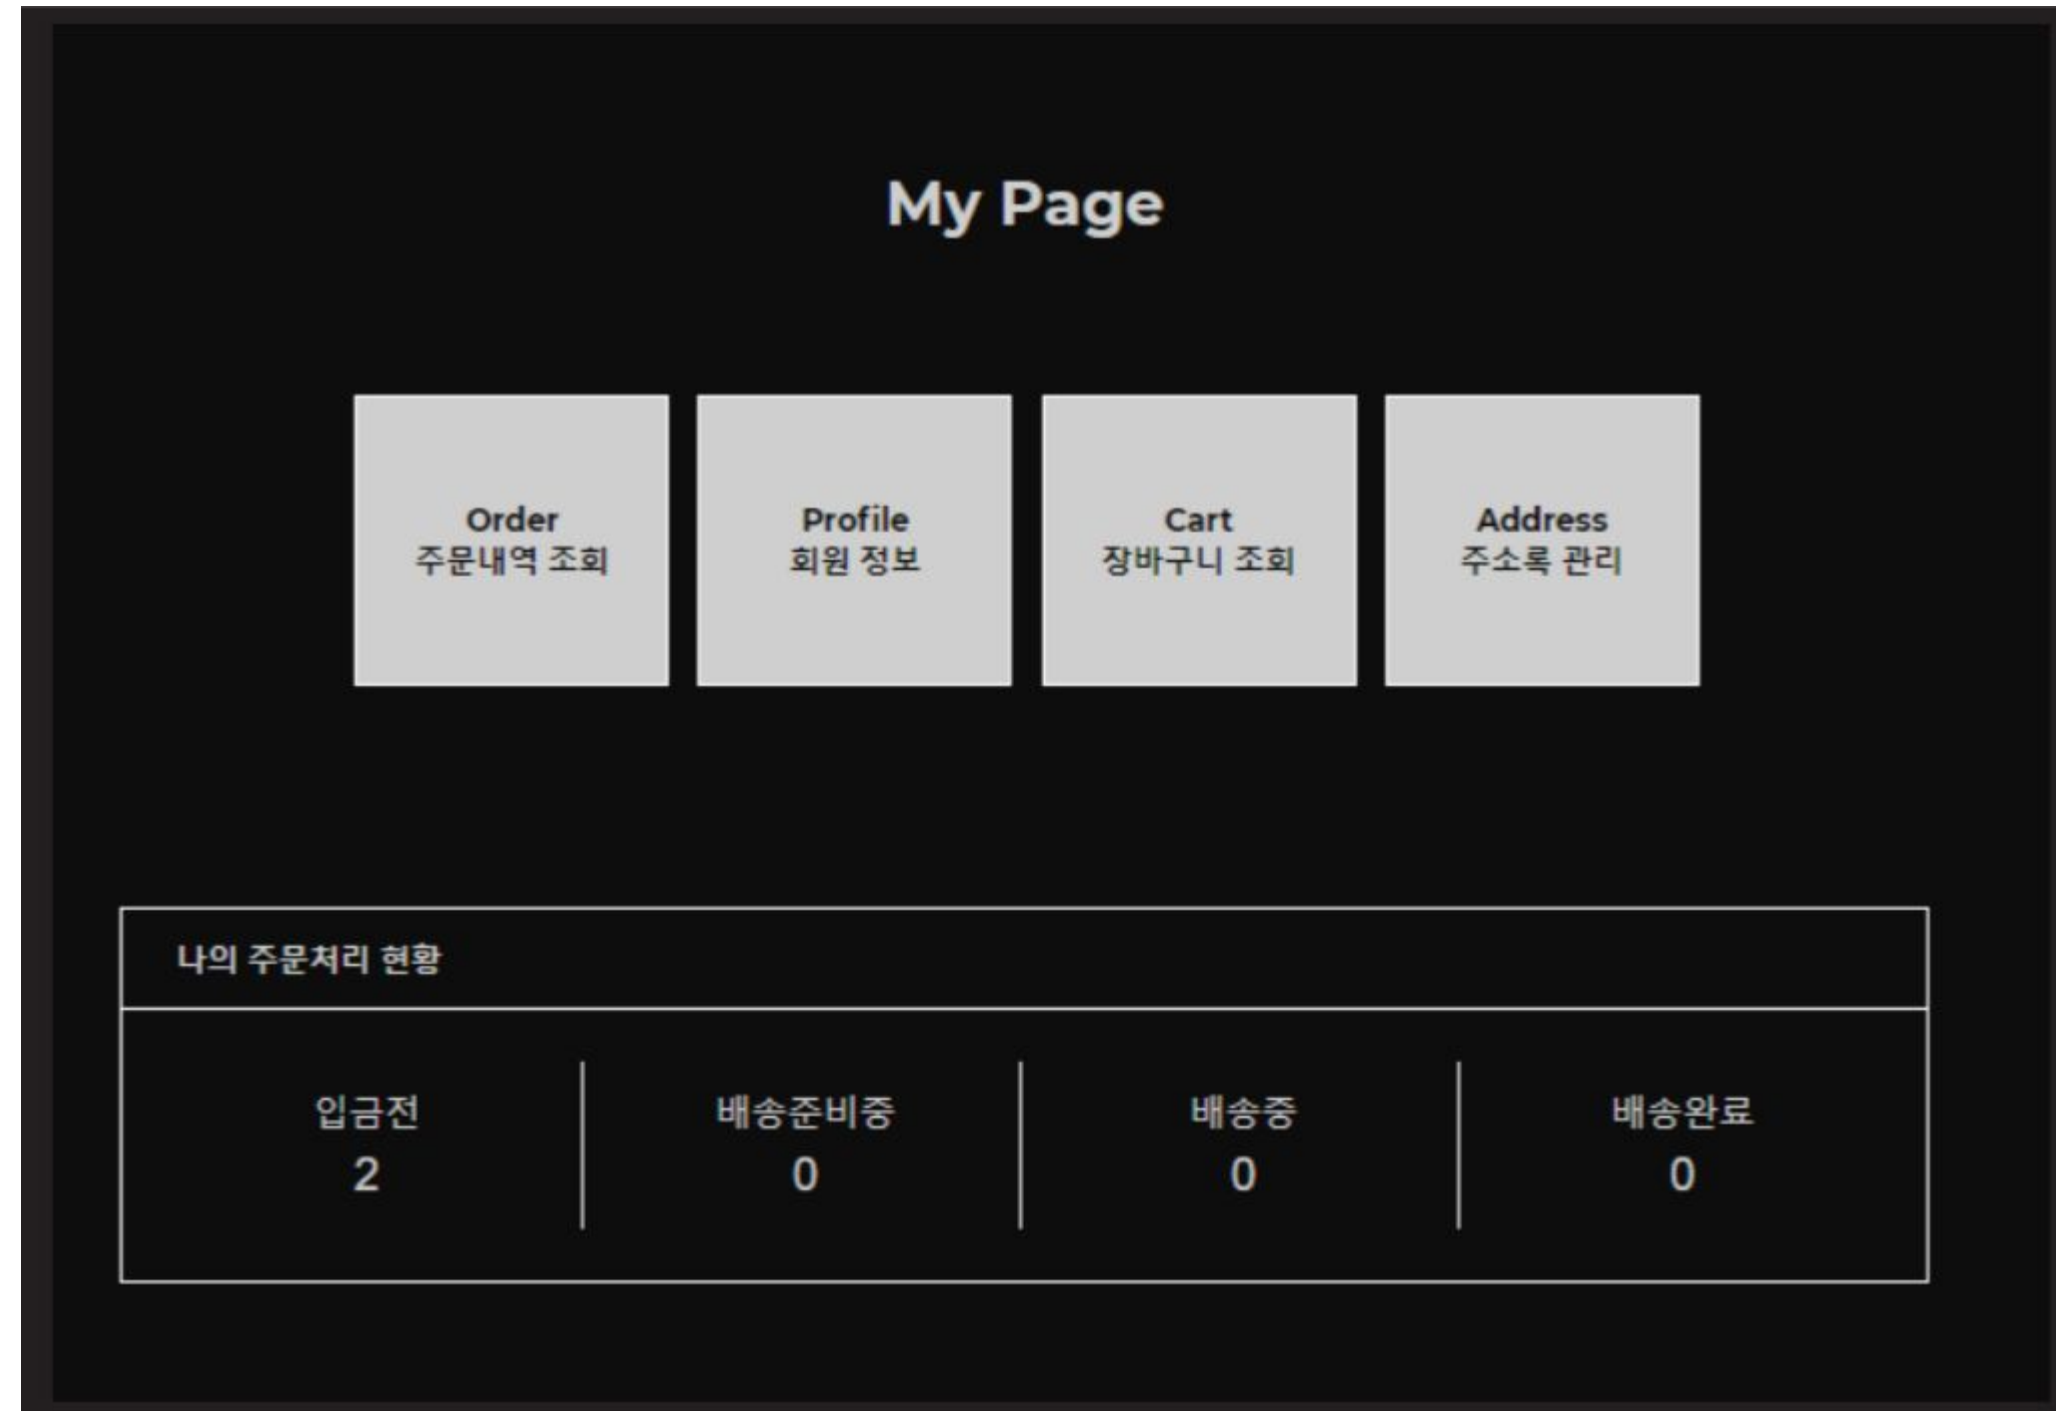 My Page
Order
주문내역 조회
Profile
회원 정보
Cart
장바구니 조회
Address
주소록 관리
나의 주문처리 현황
입금전
2
배송준비중
0
배송중
0
배송완료
0